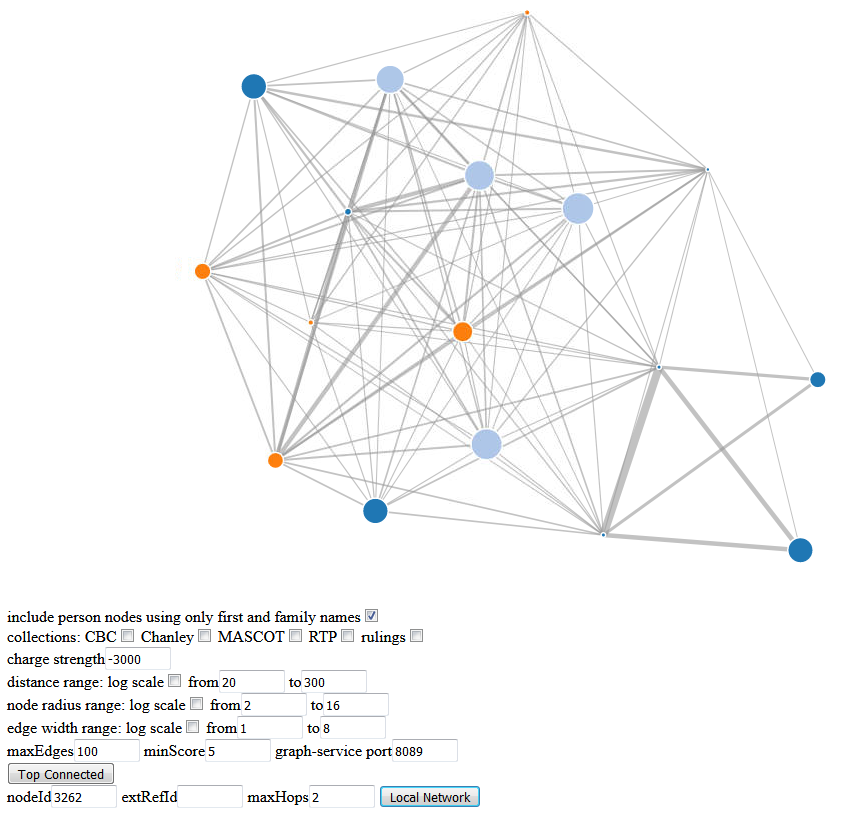 include person nodes using only first and family names
collections: CBC Chanley MASCOT RTP rulings
charge strength -3000
distance range: log scale from 20 to 300
node radius range: log scale from 2 to 16
edge width range: log scale from 1 to 8
maxEdges 100 minScore 5 graph-service port 8089
Top Connected
nodeId 3262 extRefId maxHops 2 Local Network